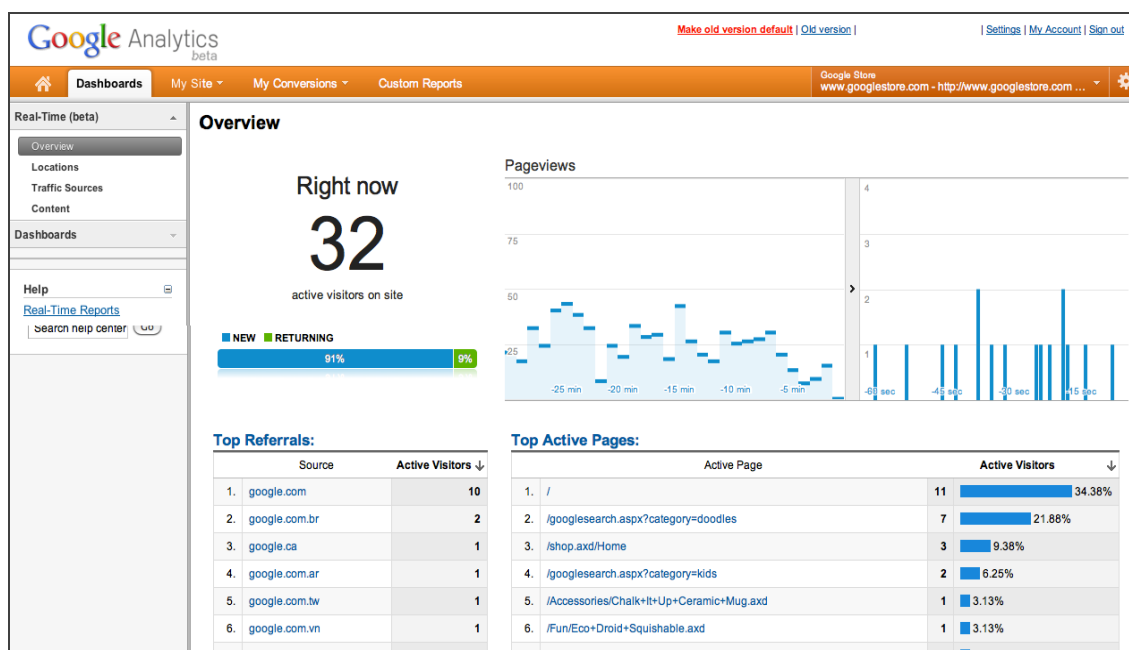 Google Analytics
beta
Make old version default | Old version |
| Settings | My Account | Sign out
Dashboards
My Site
My Conversions
Custom Reports
Google Store
www.googlestore.com - http://www.googlestore.com ...
Real-Time (beta)
Overview
Locations
Traffic Sources
Content
Dashboards
Help
Real-Time Reports
Search help center
Go
Overview
Right now
32
active visitors on site
NEW RETURNING
91% 9%
Pageviews
100
75
50
25
-25 min -20 min -15 min -10 min -5 min
4
3
2
1
-60 sec -45 sec -30 sec -15 sec
Top Referrals:
Source Active Visitors
1. google.com 10
2. google.com.br 2
3. google.ca 1
4. google.com.ar 1
5. google.com.tw 1
6. google.com.vn 1
Top Active Pages:
Active Page Active Visitors
1. / 11 34.38%
2. /googlesearch.aspx?category=doodles 7 21.88%
3. /shop.axd/Home 3 9.38%
4. /googlesearch.aspx?category=kids 2 6.25%
5. /Accessories/Chalk+It+Up+Ceramic+Mug.axd 1 3.13%
6. /Fun/Eco+Droid+Squishable.axd 1 3.13%